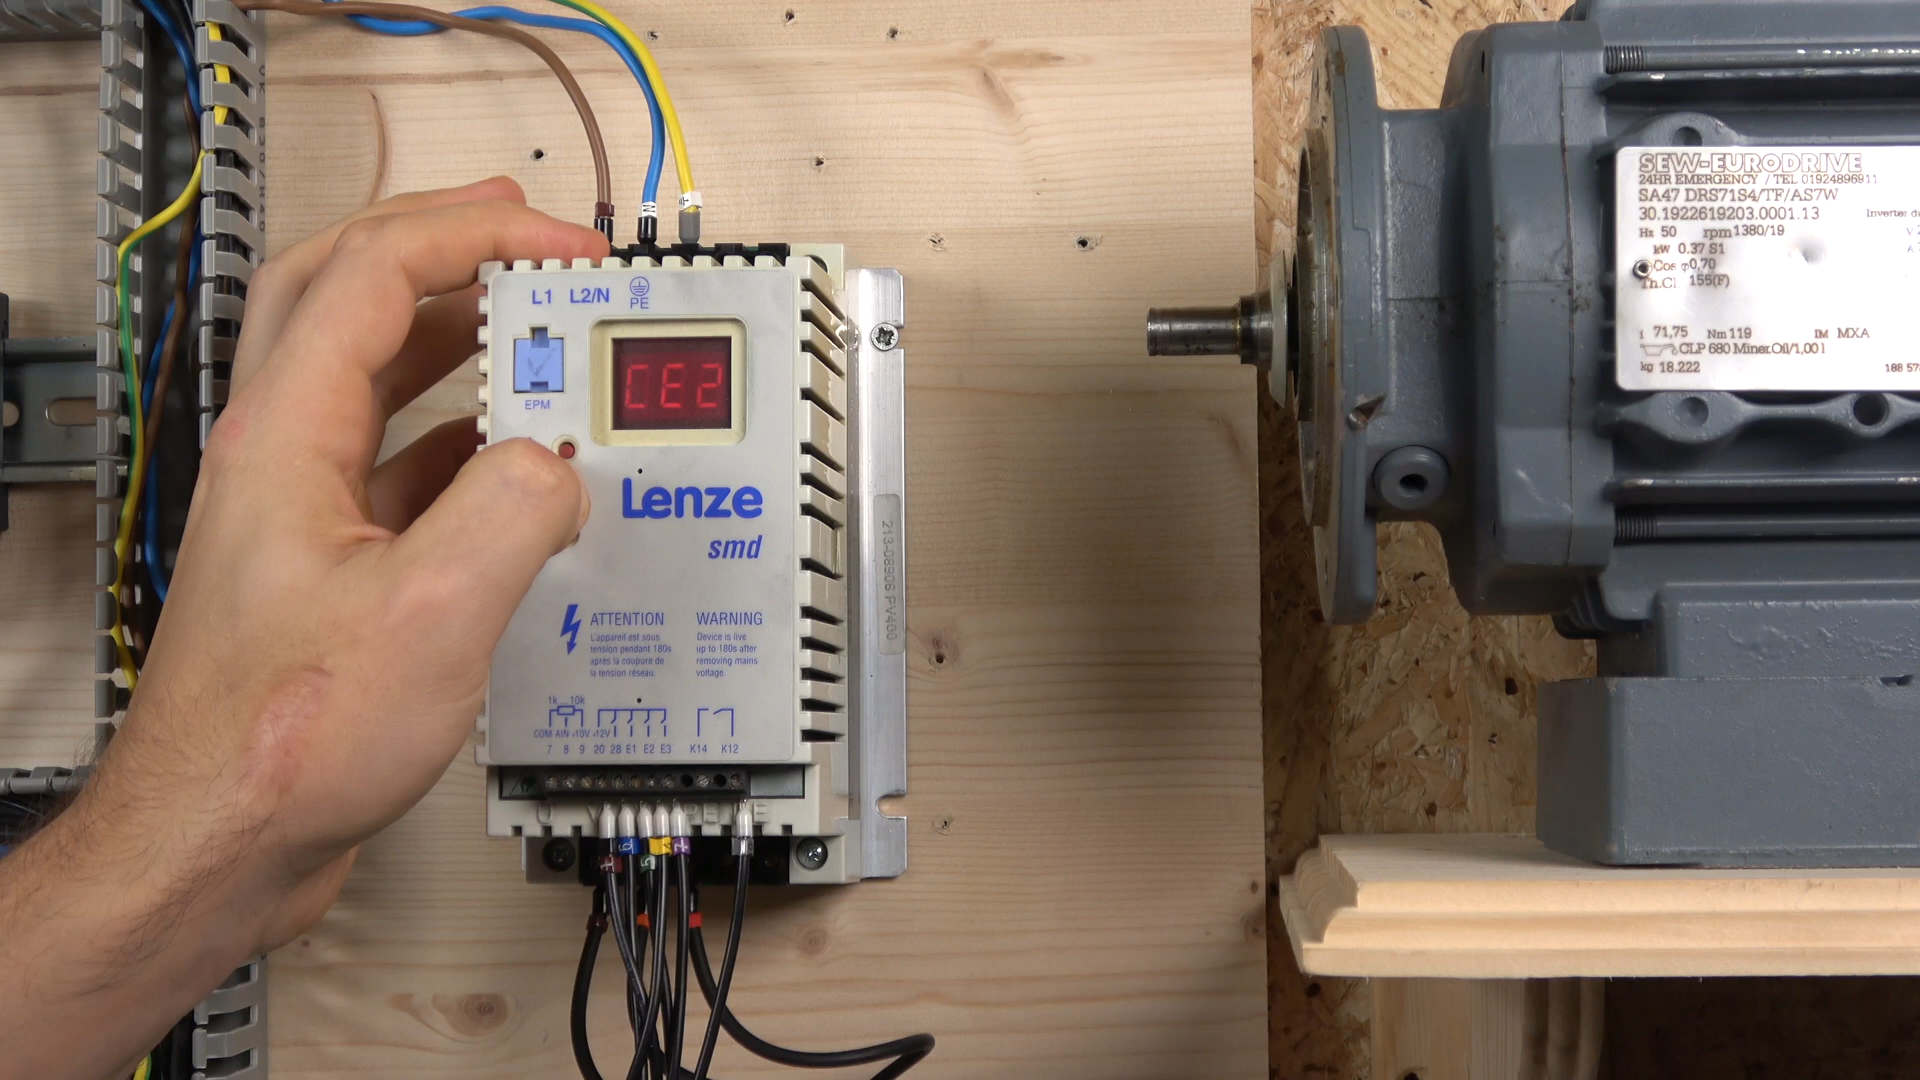 N
L1 L2/N PE
EPM
CE2
Lenze
smd
ATTENTION
L'appareil est sous
tension pendant 180s
après la coupure de
la tension réseau.
WARNING
Device is live
up to 180s after
removing mains
voltage.
1k...10k
COM AIN +10V +12V
7 8 9 20 28 E1 E2 E3 K14 K12
PE
213-08906 PV400
SEW-EURODRIVE
24HR EMERGENCY / TEL 01924896911
SA47 DRS71S4/TF/AS7W
30.1922619203.0001.13
Hz 50 rpm 1380/19
kW 0.37 S1
Cos φ 0,70
Th.Cl. 155(F)
i 71,75 Nm 119 IM MXA
CLP 680 Miner.Oil/1,00 l
kg 18.222
Inverter
V
A
188